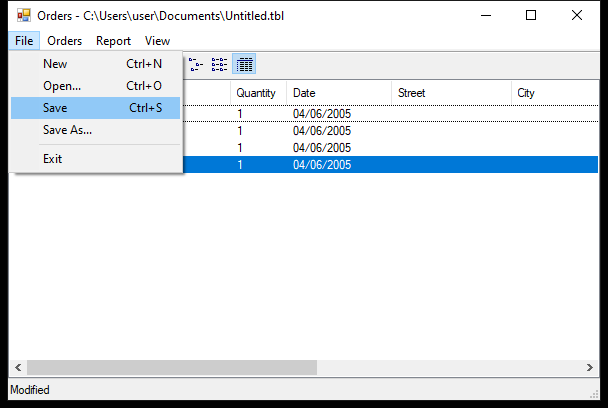 Orders - C:\Users\user\Documents\Untitled.tbl
File Orders Report View
New Ctrl+N
Open... Ctrl+O
Save Ctrl+S
Save As...
Exit
Quantity Date Street City
1 04/06/2005
1 04/06/2005
1 04/06/2005
1 04/06/2005
Modified